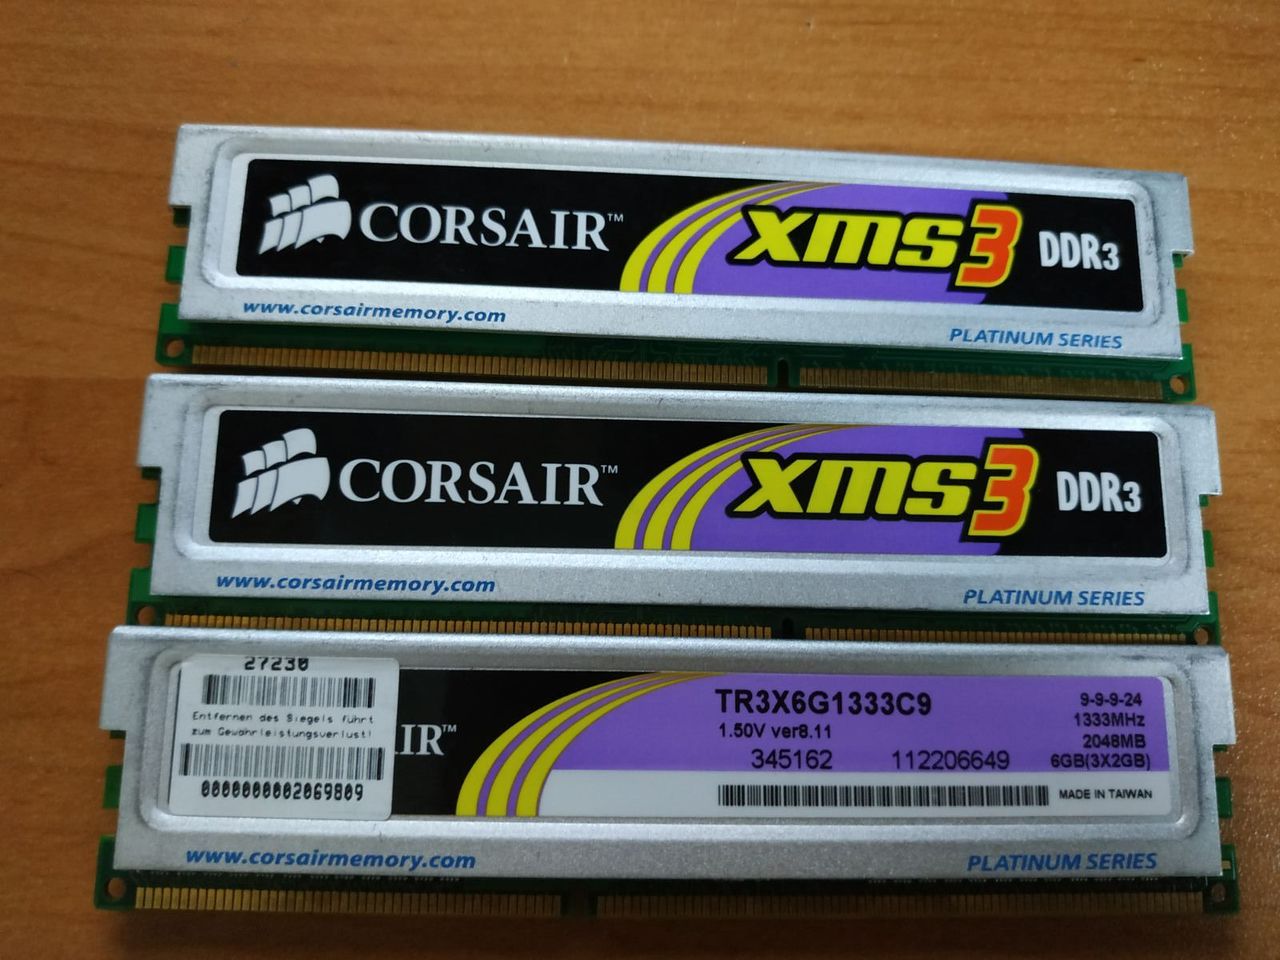 CORSAIR™ XMS3 DDR3
www.corsairmemory.com
PLATINUM SERIES
CORSAIR™ XMS3 DDR3
www.corsairmemory.com
PLATINUM SERIES
27230
Entfernen des Siegels führt
zum Gewährleistungsverlust!
0000000002069809
IR™
TR3X6G1333C9
1.50V ver8.11
345162 112206649
9-9-9-24
1333MHz
2048MB
6GB(3X2GB)
MADE IN TAIWAN
www.corsairmemory.com
PLATINUM SERIES